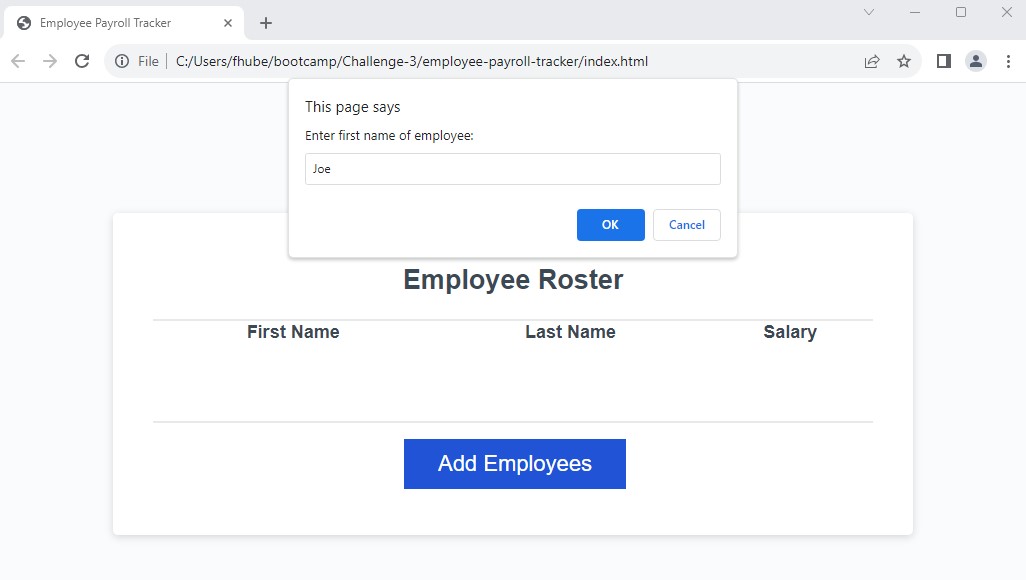 Employee Payroll Tracker
File C:/Users/fhube/bootcamp/Challenge-3/employee-payroll-tracker/index.html
This page says
Enter first name of employee:
Joe
OK Cancel
Employee Roster
First Name Last Name Salary
Add Employees